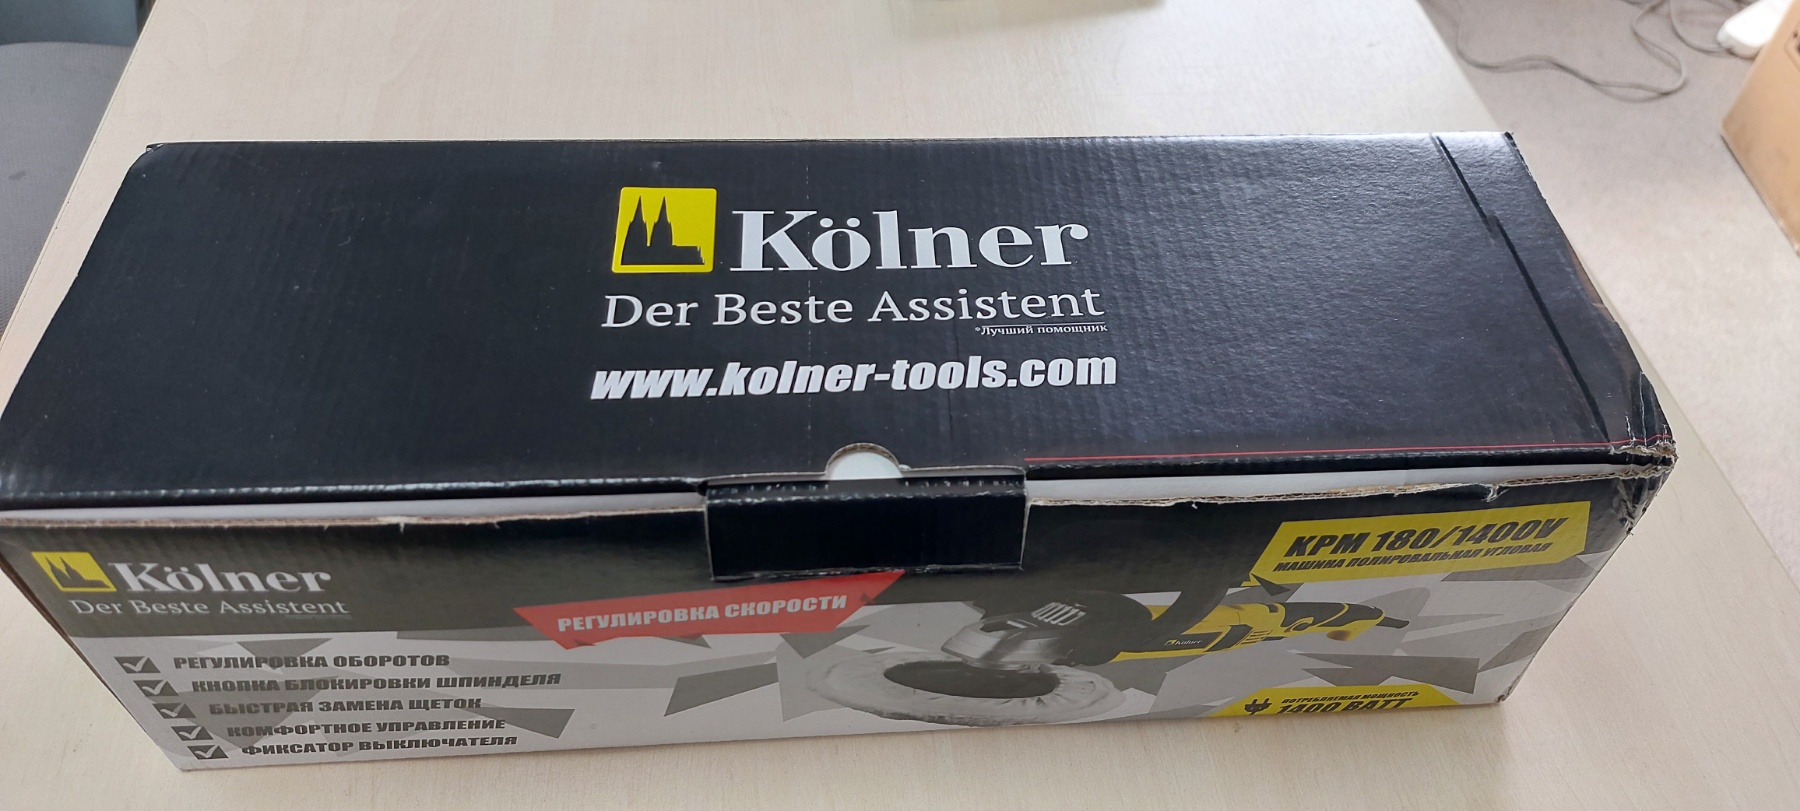 Kölner
Der Beste Assistent
*Лучший помощник
www.kolner-tools.com
Kölner
Der Beste Assistent
KPM 180/1400V
МАШИНА ПОЛИРОВАЛЬНАЯ УГЛОВАЯ
РЕГУЛИРОВКА СКОРОСТИ
Kölner
РЕГУЛИРОВКА ОБОРОТОВ
КНОПКА БЛОКИРОВКИ ШПИНДЕЛЯ
БЫСТРАЯ ЗАМЕНА ЩЕТОК
КОМФОРТНОЕ УПРАВЛЕНИЕ
ФИКСАТОР ВЫКЛЮЧАТЕЛЯ
ПОТРЕБЛЯЕМАЯ МОЩНОСТЬ
1400 ВАТТ